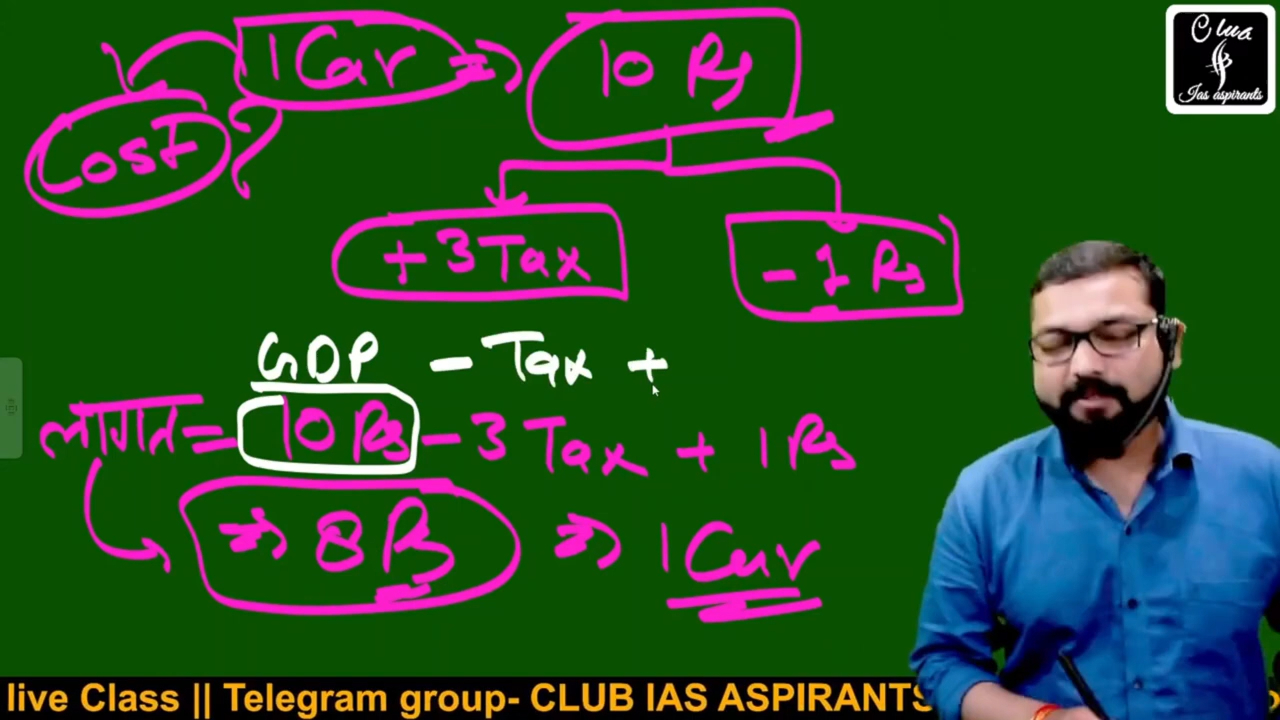 1 Car ⇒ 10 Rs
Club
Ias aspirants
Cost
+ 3 Tax
- 1 Rs
GDP - Tax +
लागत = 10 Rs - 3 Tax + 1 Rs
⇒ 8 Rs ⇒ 1 Car
live Class || Telegram group- CLUB IAS ASPIRANTS